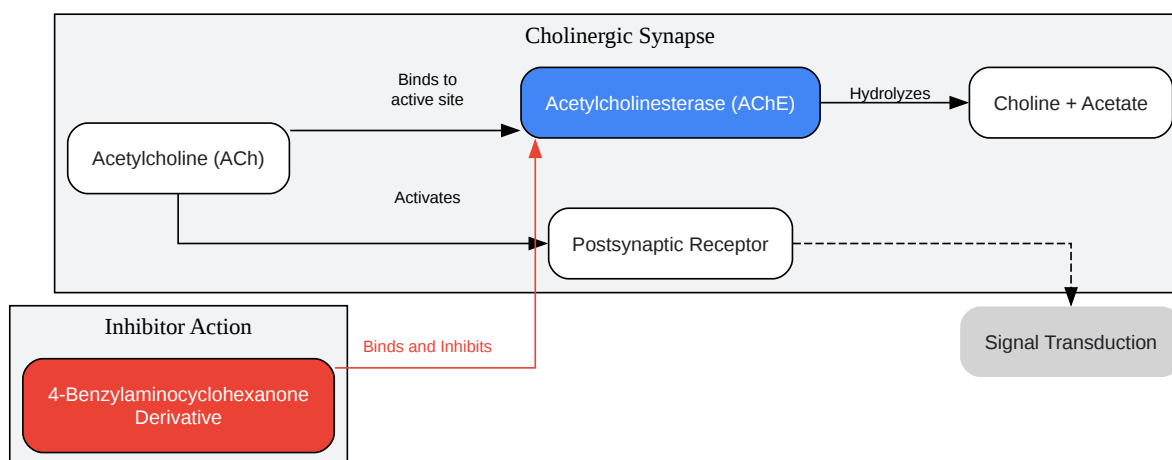 Cholinergic Synapse
Binds to
active site
Acetylcholinesterase (AChE)
Hydrolyzes
Choline + Acetate
Acetylcholine (ACh)
Activates
Postsynaptic Receptor
Inhibitor Action
Signal Transduction
Binds and Inhibits
4-Benzylaminocyclohexanone
Derivative